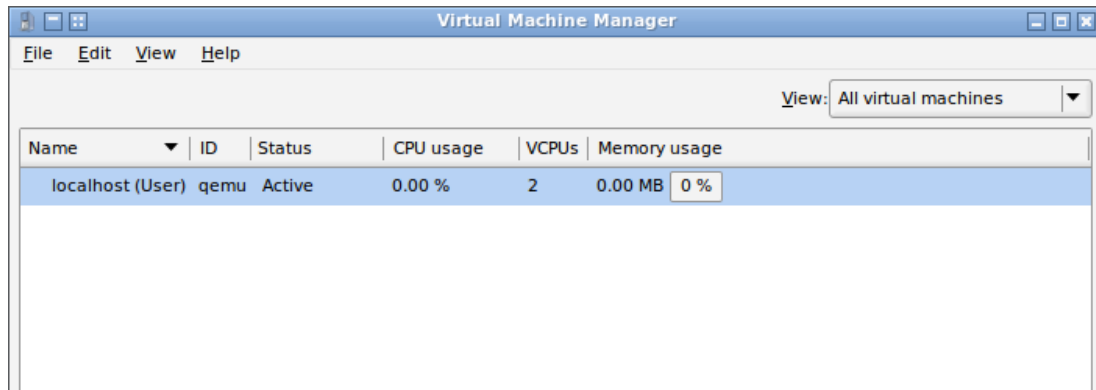 Virtual Machine Manager
File Edit View Help
View: All virtual machines
Name ID Status CPU usage VCPUs Memory usage
localhost (User) qemu Active 0.00 % 2 0.00 MB 0 %